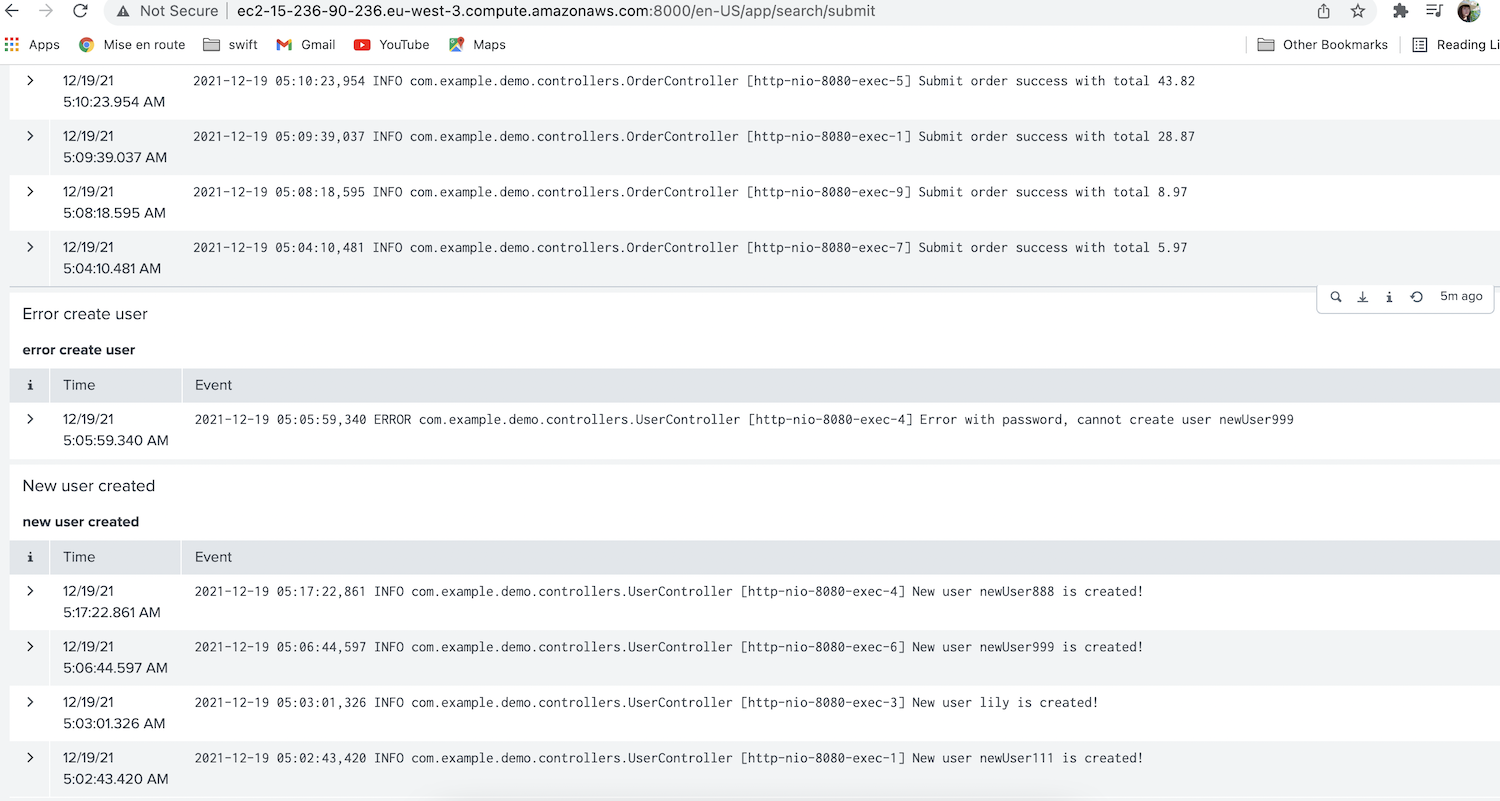 Not Secure ec2-15-236-90-236.eu-west-3.compute.amazonaws.com:8000/en-US/app/search/submit
Apps Mise en route swift Gmail YouTube Maps Other Bookmarks Reading Li
12/19/21 2021-12-19 05:10:23,954 INFO com.example.demo.controllers.OrderController [http-nio-8080-exec-5] Submit order success with total 43.82
5:10:23.954 AM
12/19/21 2021-12-19 05:09:39,037 INFO com.example.demo.controllers.OrderController [http-nio-8080-exec-1] Submit order success with total 28.87
5:09:39.037 AM
12/19/21 2021-12-19 05:08:18,595 INFO com.example.demo.controllers.OrderController [http-nio-8080-exec-9] Submit order success with total 8.97
5:08:18.595 AM
12/19/21 2021-12-19 05:04:10,481 INFO com.example.demo.controllers.OrderController [http-nio-8080-exec-7] Submit order success with total 5.97
5:04:10.481 AM
5m ago
Error create user
error create user
i Time Event
12/19/21 2021-12-19 05:05:59,340 ERROR com.example.demo.controllers.UserController [http-nio-8080-exec-4] Error with password, cannot create user newUser999
5:05:59.340 AM
New user created
new user created
i Time Event
12/19/21 2021-12-19 05:17:22,861 INFO com.example.demo.controllers.UserController [http-nio-8080-exec-4] New user newUser888 is created!
5:17:22.861 AM
12/19/21 2021-12-19 05:06:44,597 INFO com.example.demo.controllers.UserController [http-nio-8080-exec-6] New user newUser999 is created!
5:06:44.597 AM
12/19/21 2021-12-19 05:03:01,326 INFO com.example.demo.controllers.UserController [http-nio-8080-exec-3] New user lily is created!
5:03:01.326 AM
12/19/21 2021-12-19 05:02:43,420 INFO com.example.demo.controllers.UserController [http-nio-8080-exec-1] New user newUser111 is created!
5:02:43.420 AM